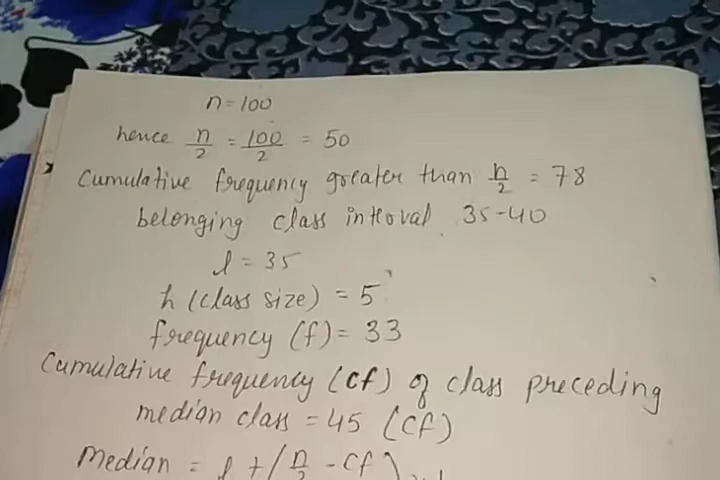 n=100
hence n/2 = 100/2 = 50
Cumulative frequency greater than n/2 = 78
belonging class interval 35-40
l = 35
h (class size) = 5
frequency (f) = 33
Cumulative frequency (cf) of class preceding
median class = 45 (cf)
Median = l + (n/2 - cf)